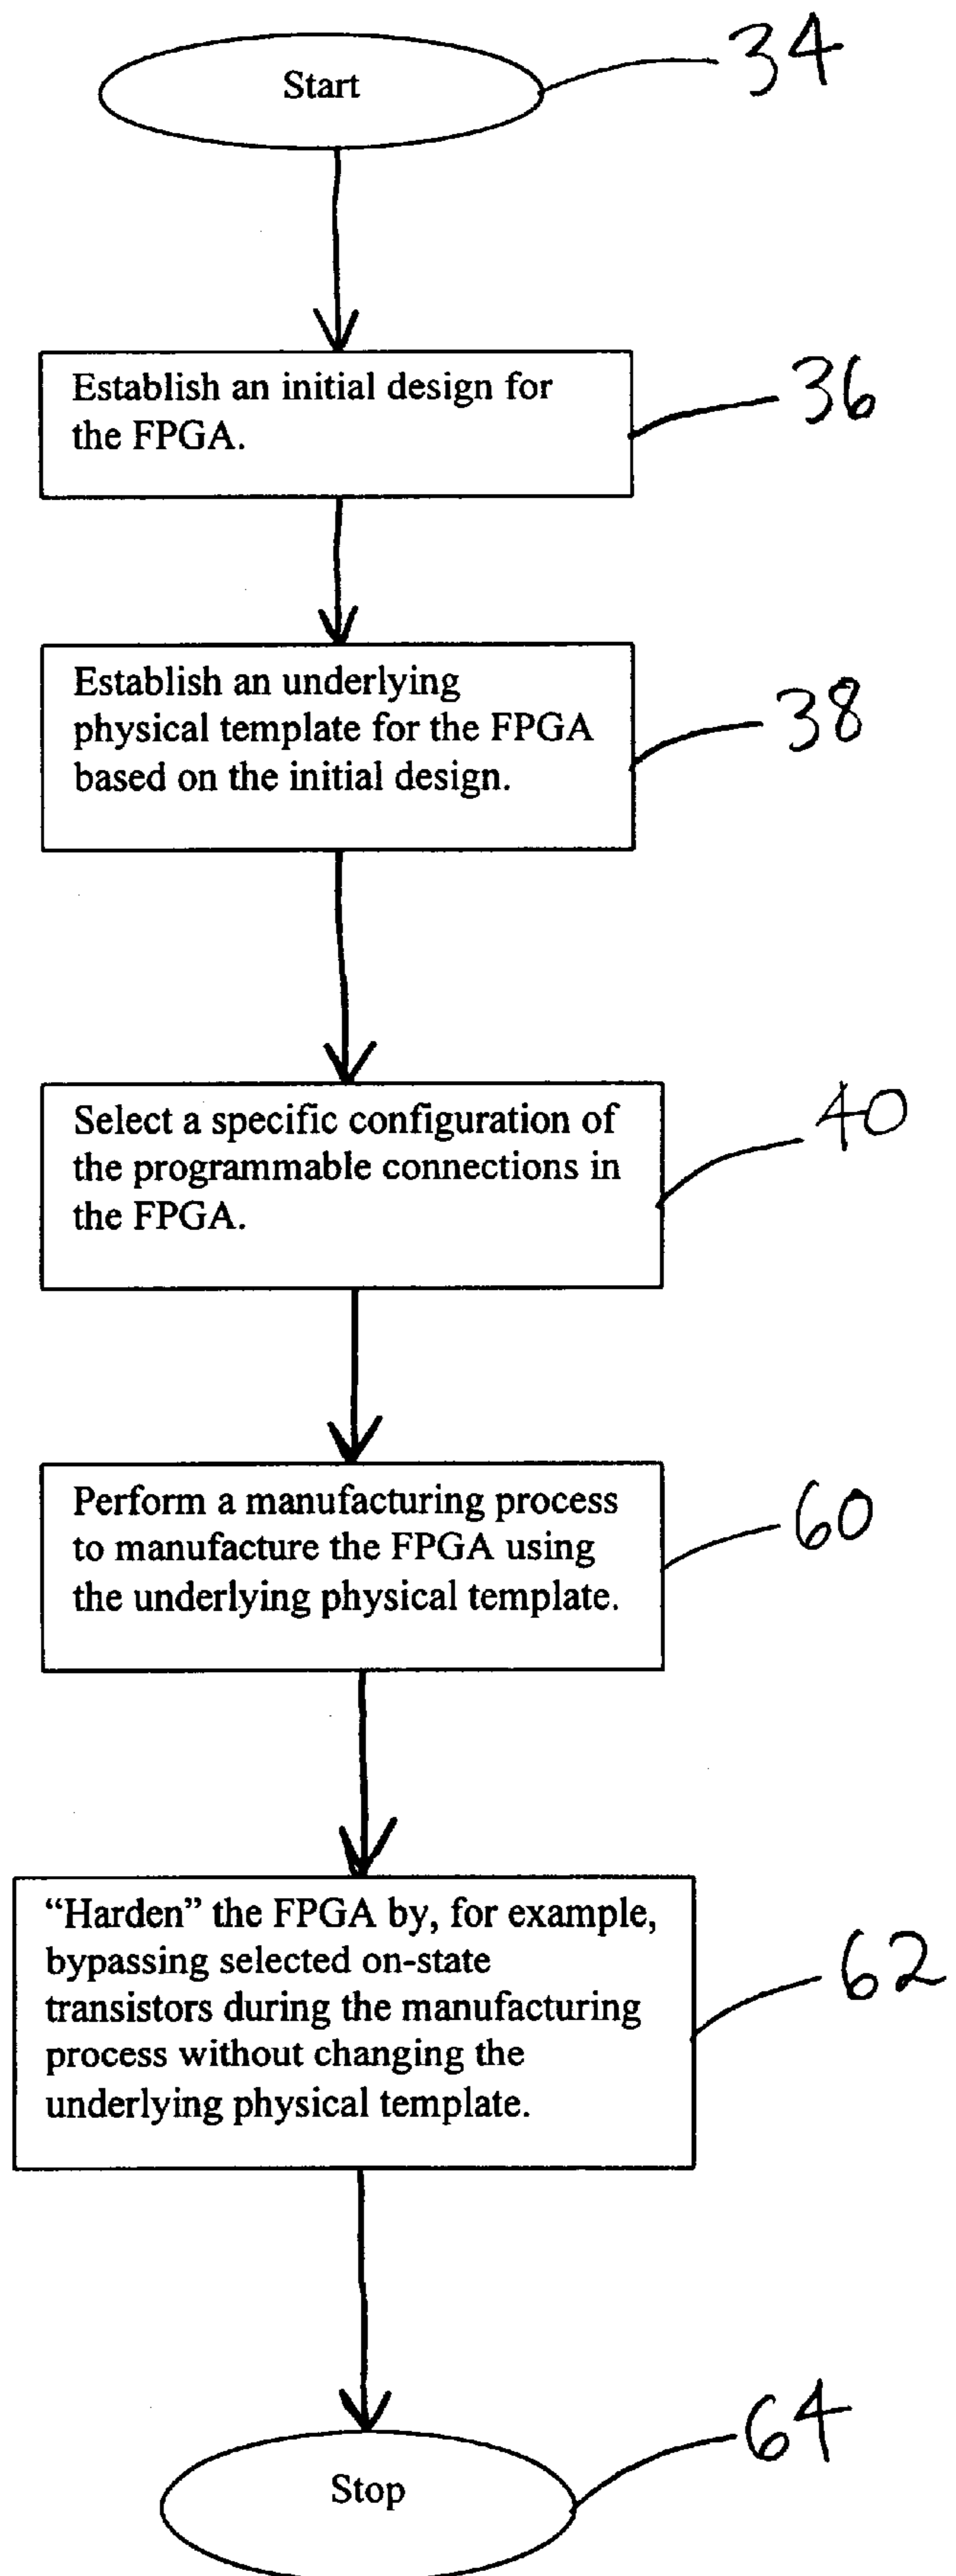 Start
34
Establish an initial design for
the FPGA.
36
Establish an underlying
physical template for the FPGA
based on the initial design.
38
Select a specific configuration of
the programmable connections in
the FPGA.
40
Perform a manufacturing process
to manufacture the FPGA using
the underlying physical template.
60
“Harden” the FPGA by, for example,
bypassing selected on-state
transistors during the manufacturing
process without changing the
underlying physical template.
62
Stop
64